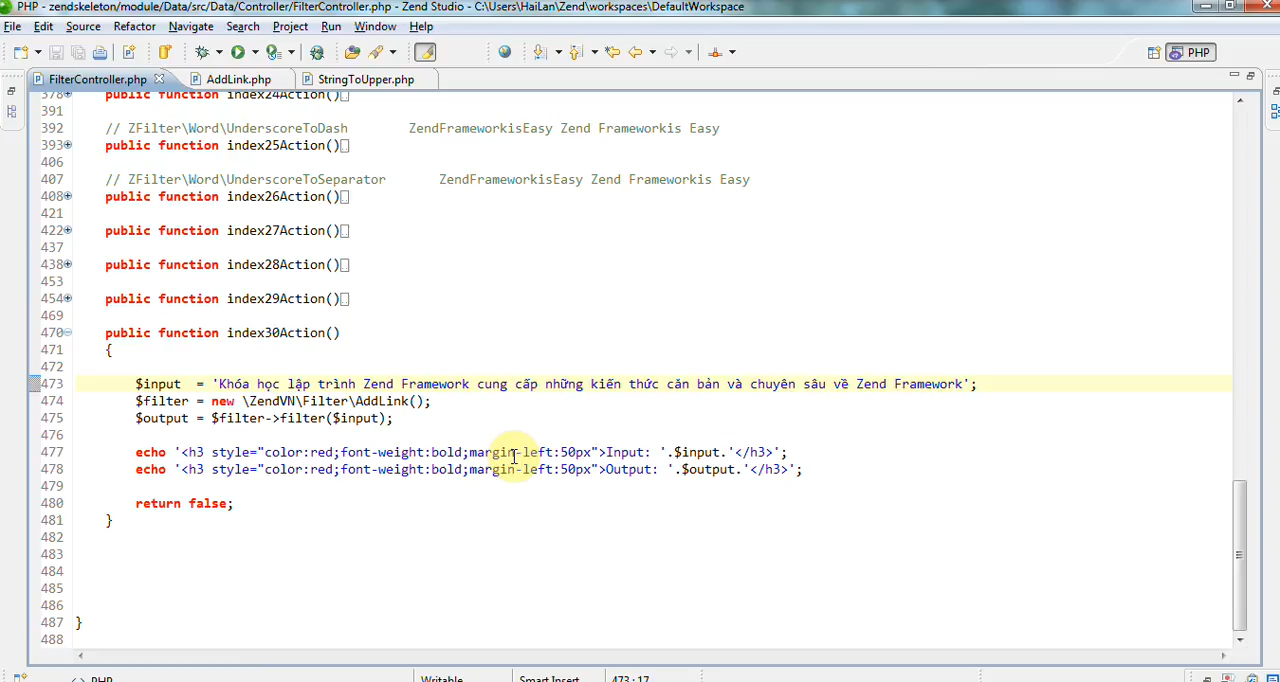 PHP - zendskeleton/module/Data/src/Data/Controller/FilterController.php - Zend Studio - C:\Users\HaiLan\Zend\workspaces\DefaultWorkspace
File Edit Source Refactor Navigate Search Project Run Window Help
PHP
FilterController.php AddLink.php StringToUpper.php
378 public function index24Action()
391
392 // ZFilter\Word\UnderscoreToDash ZendFrameworkisEasy Zend Frameworkis Easy
393 public function index25Action()
406
407 // ZFilter\Word\UnderscoreToSeparator ZendFrameworkisEasy Zend Frameworkis Easy
408 public function index26Action()
421
422 public function index27Action()
437
438 public function index28Action()
453
454 public function index29Action()
469
470 public function index30Action()
471 {
472
473 $input = 'Khóa học lập trình Zend Framework cung cấp những kiến thức căn bản và chuyên sâu về Zend Framework';
474 $filter = new \ZendVN\Filter\AddLink();
475 $output = $filter->filter($input);
476
477 echo '<h3 style="color:red;font-weight:bold;margin-left:50px">Input: '.$input.'</h3>';
478 echo '<h3 style="color:red;font-weight:bold;margin-left:50px">Output: '.$output.'</h3>';
479
480 return false;
481 }
482
483
484
485
486
487 }
488
PHP Writable Smart Insert 473 : 17